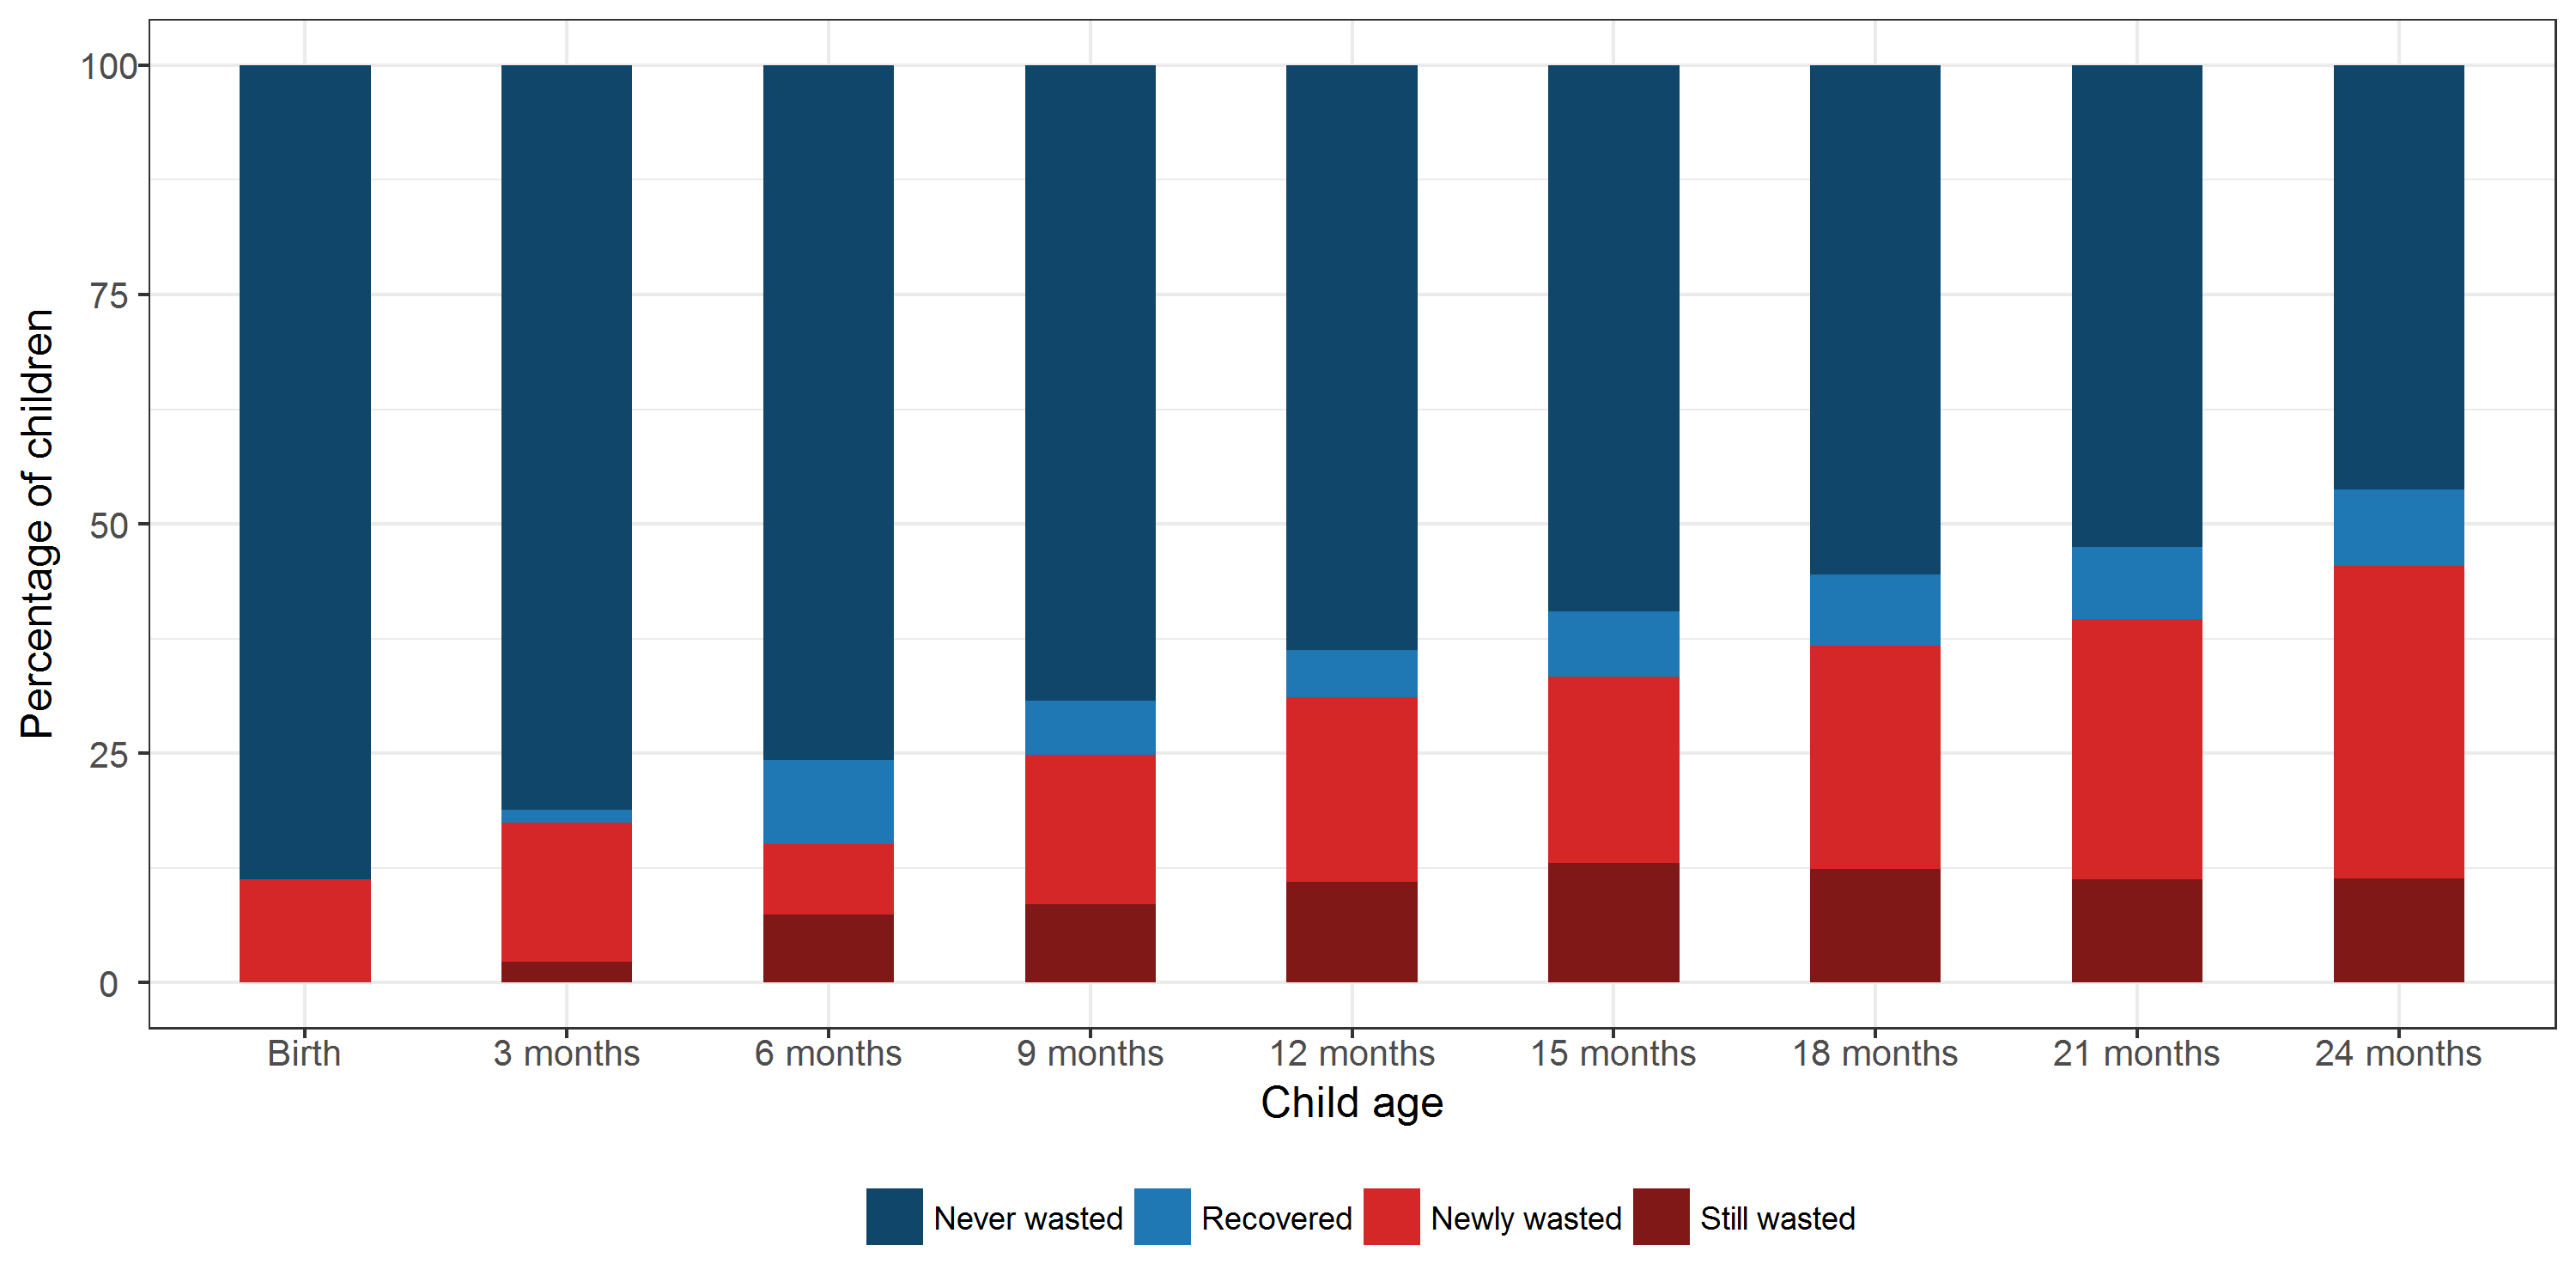 Percentage of children
100
75
50
25
0
Birth 3 months 6 months 9 months 12 months 15 months 18 months 21 months 24 months
Child age
Never wasted Recovered Newly wasted Still wasted